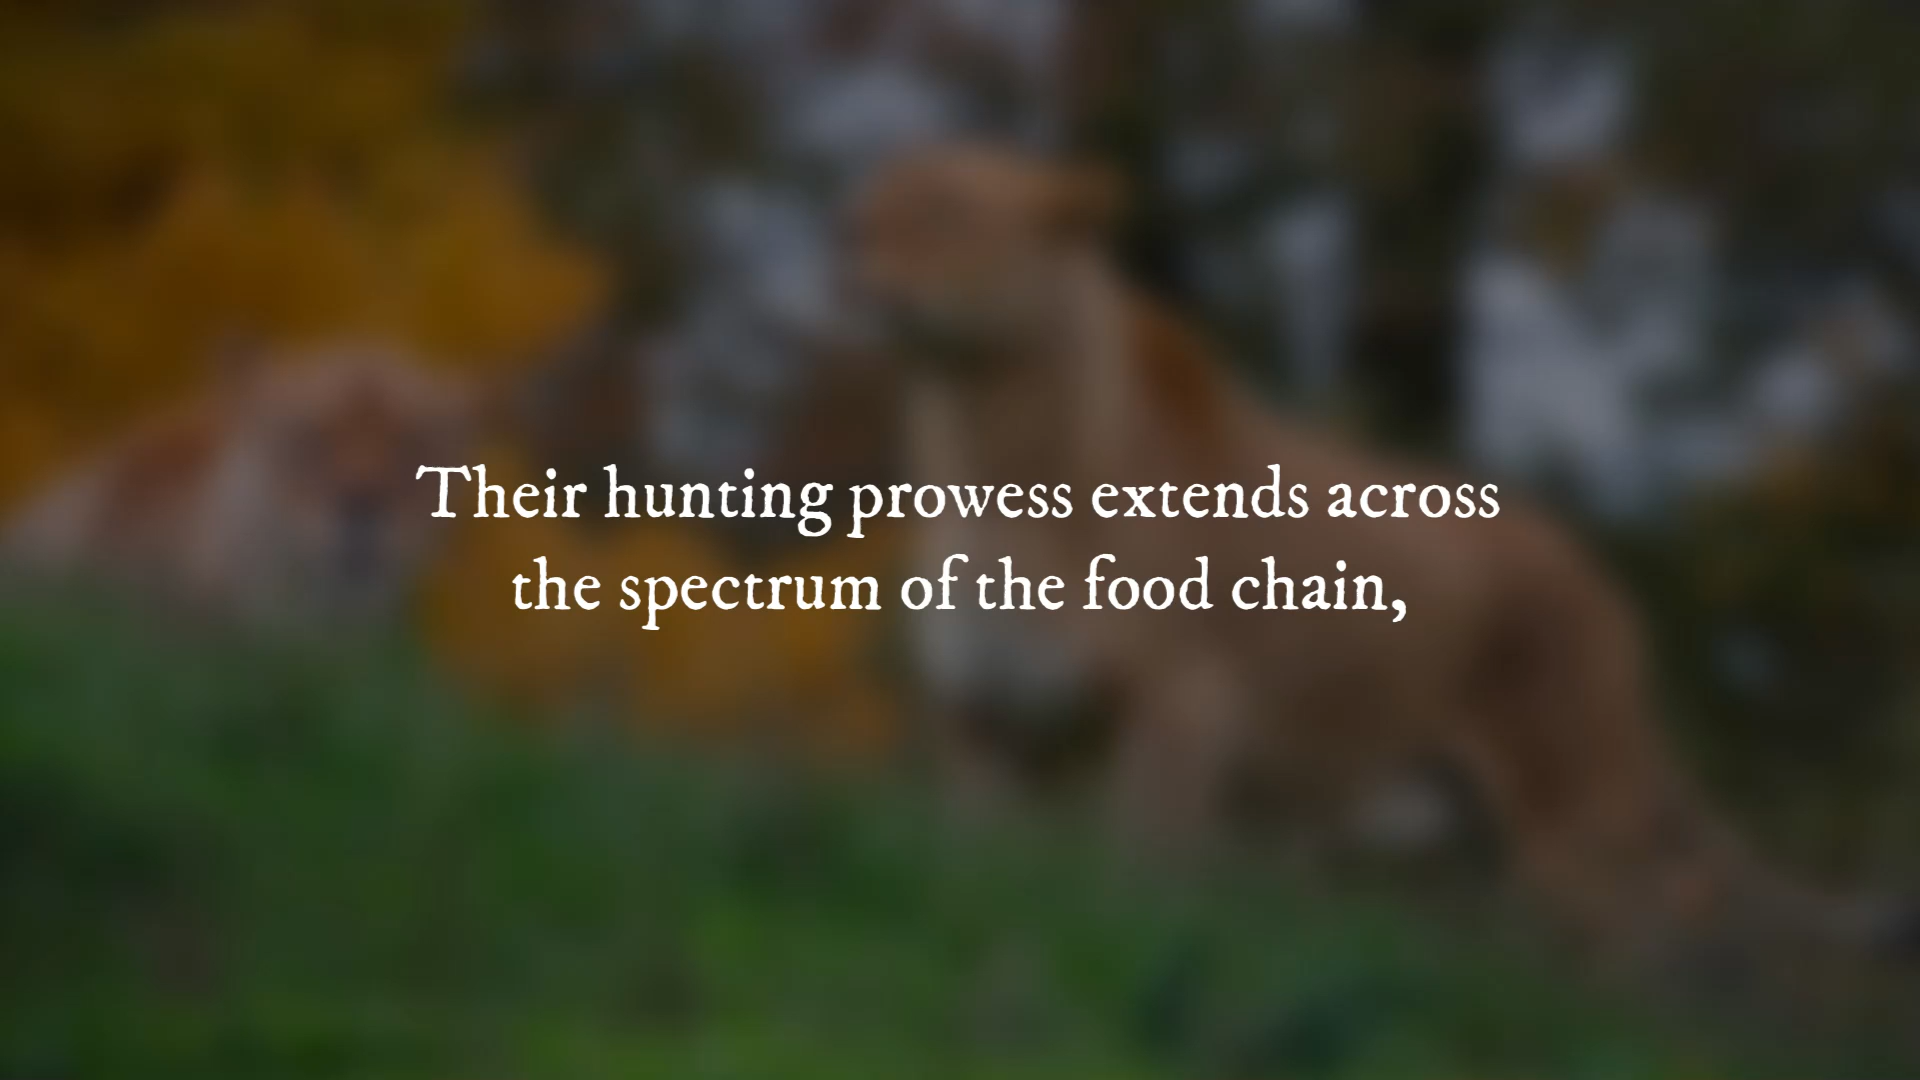 Their hunting prowess extends across
the spectrum of the food chain,